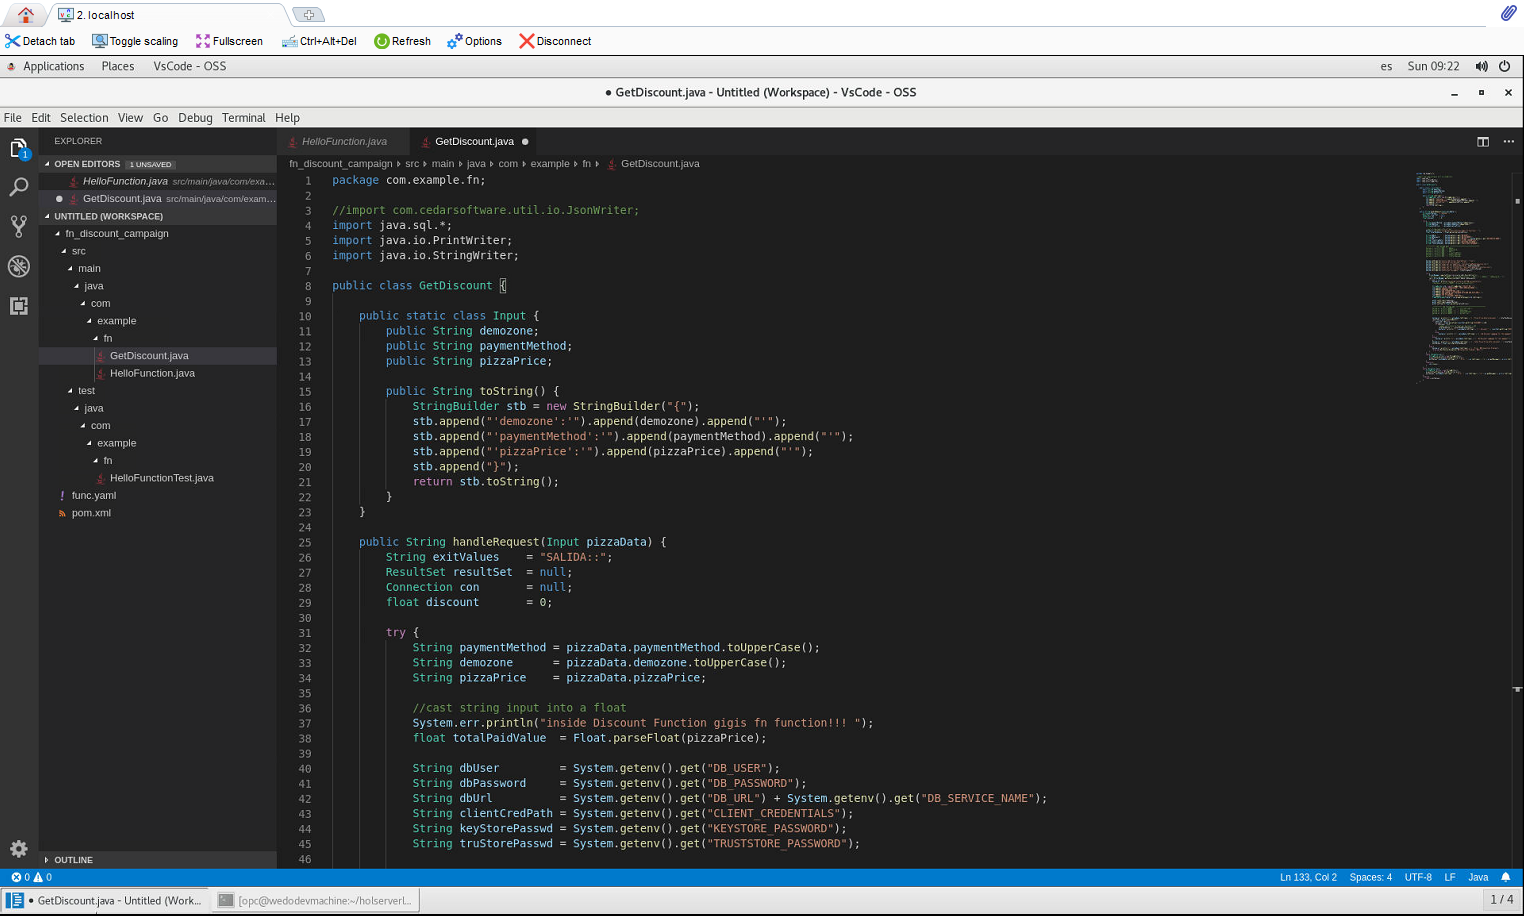 2. localhost
Detach tab Toggle scaling Fullscreen Ctrl+Alt+Del Refresh Options Disconnect
Applications Places VsCode - OSS es Sun 09:22
● GetDiscount.java - Untitled (Workspace) - VsCode - OSS
File Edit Selection View Go Debug Terminal Help
EXPLORER
OPEN EDITORS 1 UNSAVED
HelloFunction.java src/main/java/com/exa...
● GetDiscount.java src/main/java/com/exam...
UNTITLED (WORKSPACE)
fn_discount_campaign
src
main
java
com
example
fn
GetDiscount.java
HelloFunction.java
test
java
com
example
fn
HelloFunctionTest.java
! func.yaml
pom.xml
OUTLINE
1
HelloFunction.java GetDiscount.java ●
fn_discount_campaign src main java com example fn GetDiscount.java
1 package com.example.fn;
2
3 //import com.cedarsoftware.util.io.JsonWriter;
4 import java.sql.*;
5 import java.io.PrintWriter;
6 import java.io.StringWriter;
7
8 public class GetDiscount {
9
10 public static class Input {
11 public String demozone;
12 public String paymentMethod;
13 public String pizzaPrice;
14
15 public String toString() {
16 StringBuilder stb = new StringBuilder("{");
17 stb.append("'demozone':'").append(demozone).append("'");
18 stb.append("'paymentMethod':'").append(paymentMethod).append("'");
19 stb.append("'pizzaPrice':'").append(pizzaPrice).append("'");
20 stb.append("}");
21 return stb.toString();
22 }
23 }
24
25 public String handleRequest(Input pizzaData) {
26 String exitValues = "SALIDA::";
27 ResultSet resultSet = null;
28 Connection con = null;
29 float discount = 0;
30
31 try {
32 String paymentMethod = pizzaData.paymentMethod.toUpperCase();
33 String demozone = pizzaData.demozone.toUpperCase();
34 String pizzaPrice = pizzaData.pizzaPrice;
35
36 //cast string input into a float
37 System.err.println("inside Discount Function gigis fn function!!! ");
38 float totalPaidValue = Float.parseFloat(pizzaPrice);
39
40 String dbUser = System.getenv().get("DB_USER");
41 String dbPassword = System.getenv().get("DB_PASSWORD");
42 String dbUrl = System.getenv().get("DB_URL") + System.getenv().get("DB_SERVICE_NAME");
43 String clientCredPath = System.getenv().get("CLIENT_CREDENTIALS");
44 String keyStorePasswd = System.getenv().get("KEYSTORE_PASSWORD");
45 String truStorePasswd = System.getenv().get("TRUSTSTORE_PASSWORD");
46
0 0 Ln 133, Col 2 Spaces: 4 UTF-8 LF Java
● GetDiscount.java - Untitled (Work... [opc@wedodevmachine:~/holserverl... 1 / 4